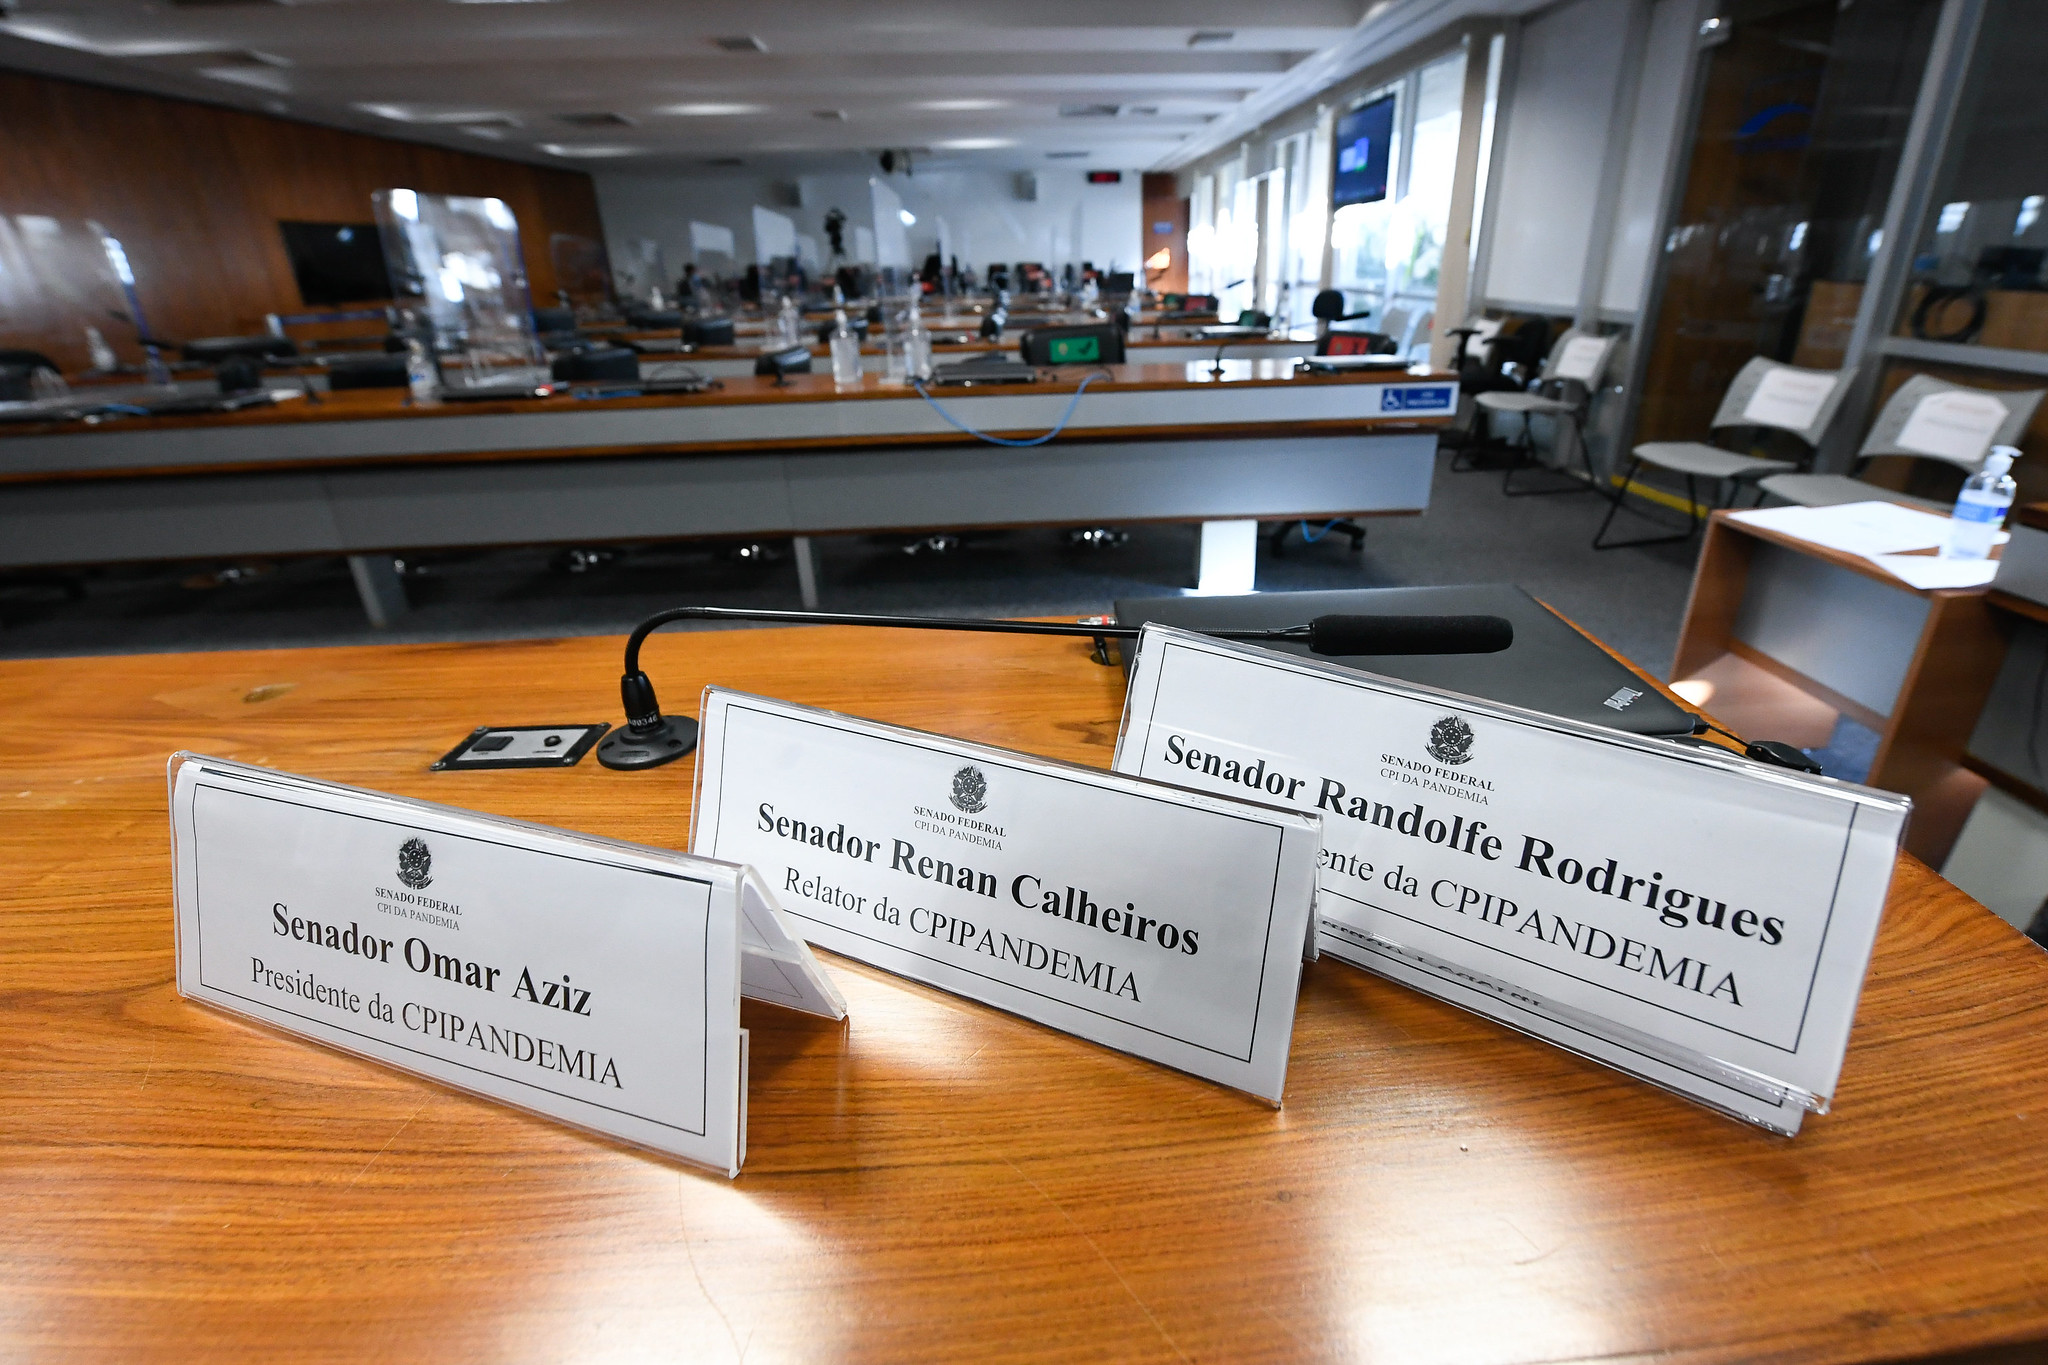 SENADO FEDERAL
CPI DA PANDEMIA
Senador Omar Aziz
Presidente da CPIPANDEMIA
SENADO FEDERAL
CPI DA PANDEMIA
Senador Renan Calheiros
Relator da CPIPANDEMIA
SENADO FEDERAL
CPI DA PANDEMIA
Senador Randolfe Rodrigues
ente da CPIPANDEMIA
ThinkPad